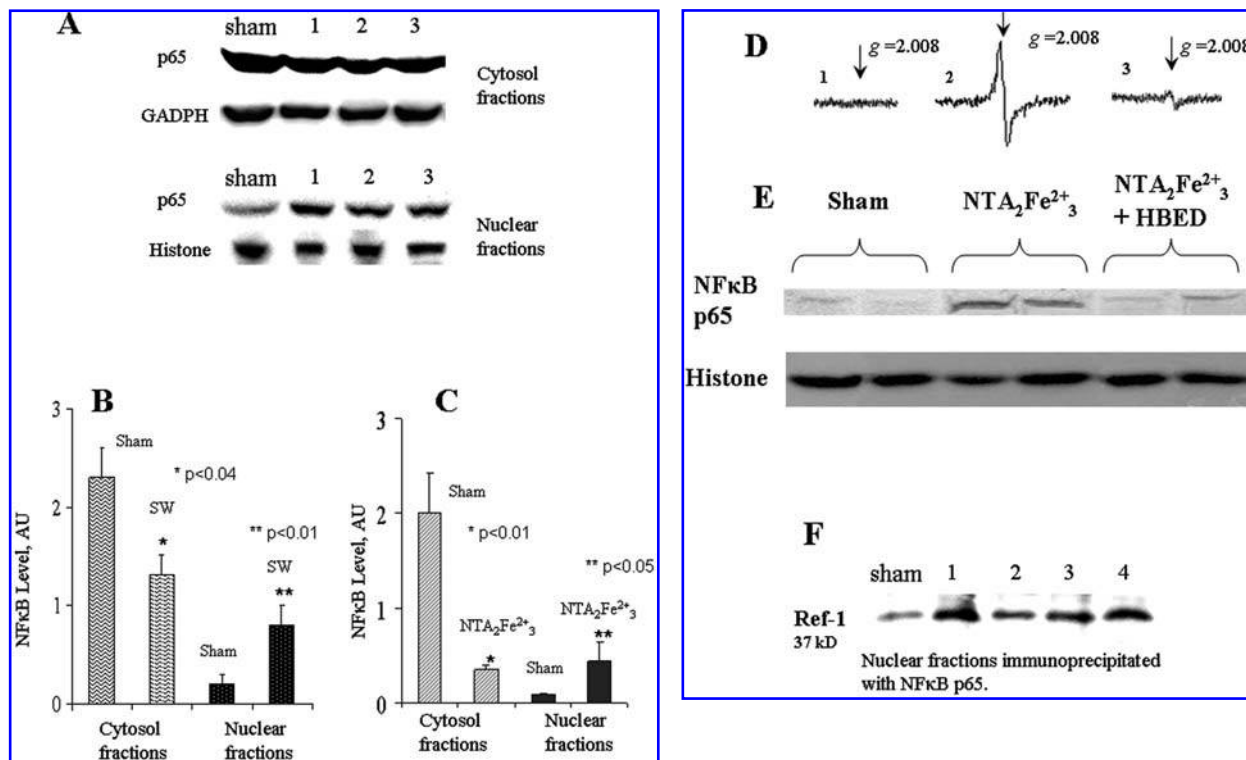 A
sham 1 2 3
p65
Cytosol
fractions
GADPH
sham 1 2 3
p65
Nuclear
fractions
Histone
B
3
2
1
0
NFκB Level, AU
Sham
* p<0.04
SW
*
** p<0.01
SW
Sham
**
Cytosol
fractions
Nuclear
fractions
C
3
2
1
0
NFκB Level, AU
Sham
* p<0.01
** p<0.05
NTA₂Fe²⁺₃
*
NTA₂Fe²⁺₃
**
Sham
Cytosol
fractions
Nuclear
fractions
D
1 g =2.008
2 g =2.008
3 g =2.008
E
Sham
NTA₂Fe²⁺₃
NTA₂Fe²⁺₃
+ HBED
NFκB
p65
Histone
F
sham 1 2 3 4
Ref-1
37 kD
Nuclear fractions immunoprecipitated
with NFκB p65.